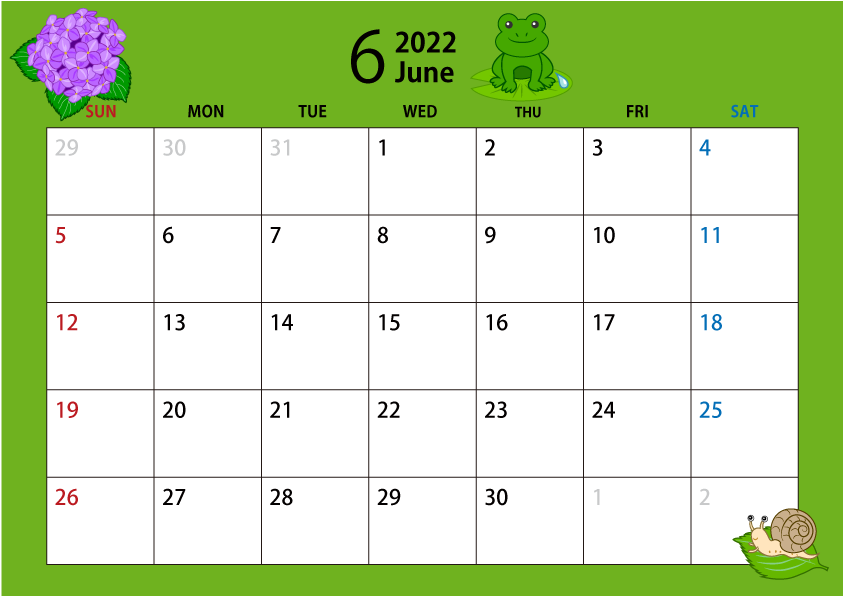 6 2022
June
SUN MON TUE WED THU FRI SAT
29 30 31 1 2 3 4
5 6 7 8 9 10 11
12 13 14 15 16 17 18
19 20 21 22 23 24 25
26 27 28 29 30 1 2